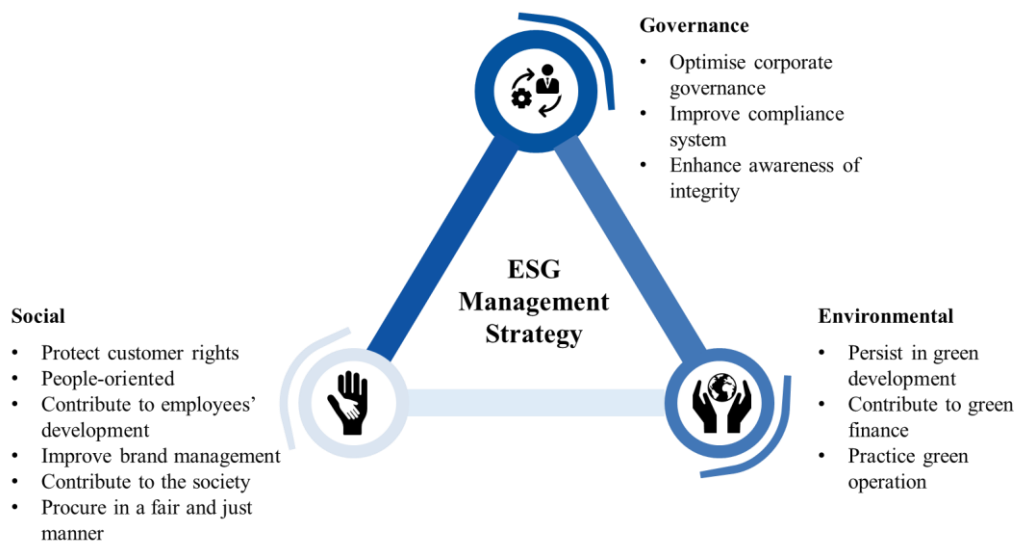 Governance
• Optimise corporate
governance
• Improve compliance
system
• Enhance awareness of
integrity
ESG
Management
Strategy
Social
• Protect customer rights
• People-oriented
• Contribute to employees’
development
• Improve brand management
• Contribute to the society
• Procure in a fair and just
manner
Environmental
• Persist in green
development
• Contribute to green
finance
• Practice green
operation